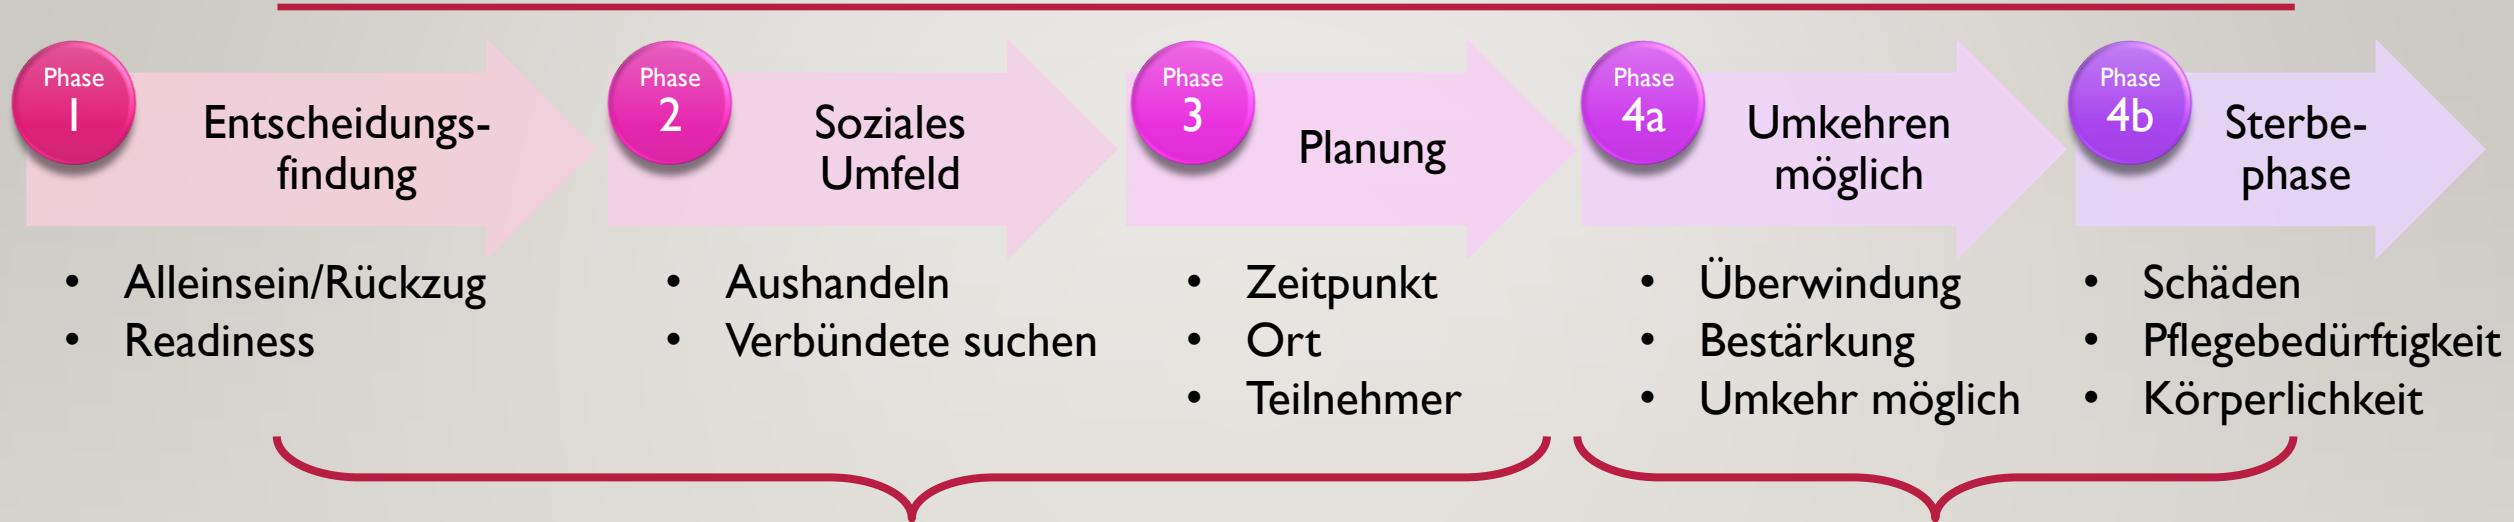 Phase
1
Entscheidungs-
findung
• Alleinsein/Rückzug
• Readiness
Phase
2
Soziales
Umfeld
• Aushandeln
• Verbündete suchen
Phase
3
Planung
• Zeitpunkt
• Ort
• Teilnehmer
Phase
4a
Umkehren
möglich
• Überwindung
• Bestärkung
• Umkehr möglich
Phase
4b
Sterbe-
phase
• Schäden
• Pflegebedürftigkeit
• Körperlichkeit